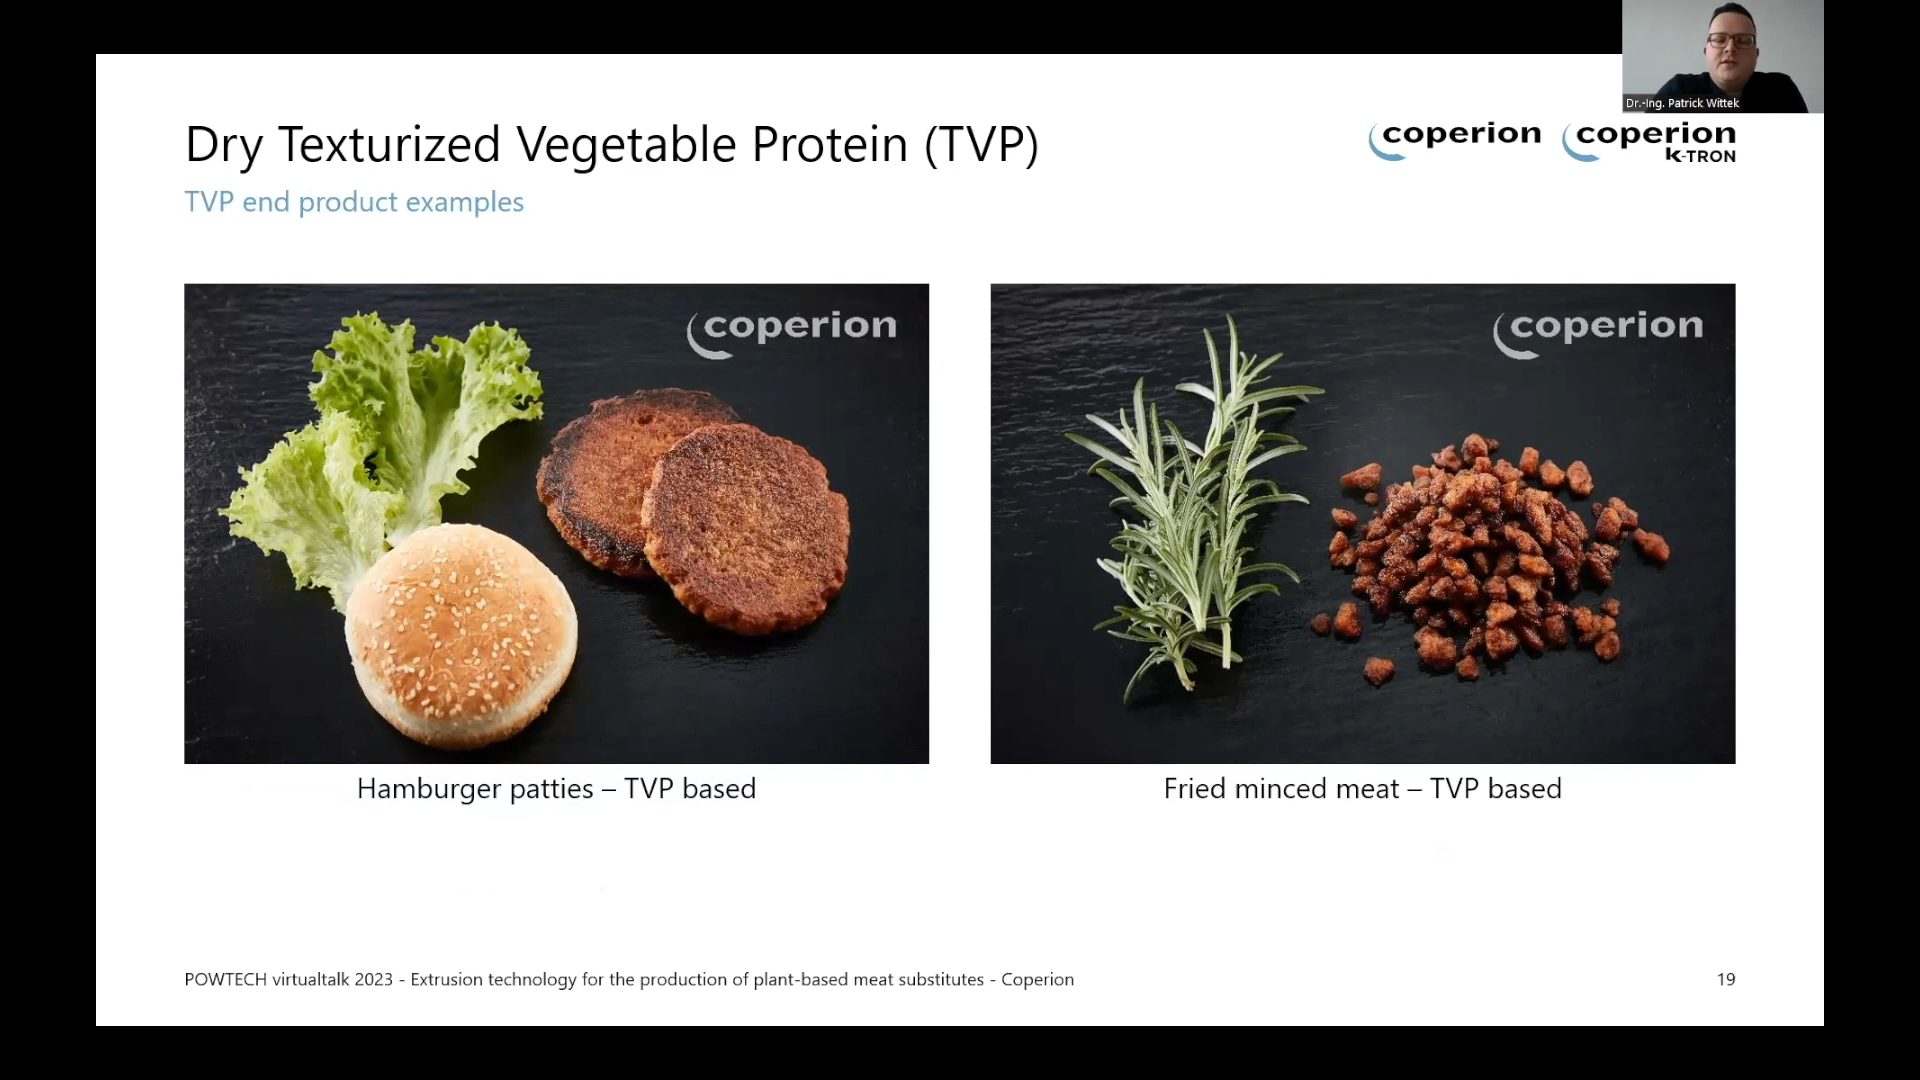 Dr.-Ing. Patrick Wittek
Dry Texturized Vegetable Protein (TVP)
coperion coperion
K-TRON
TVP end product examples
coperion
coperion
Hamburger patties – TVP based
Fried minced meat – TVP based
POWTECH virtualtalk 2023 - Extrusion technology for the production of plant-based meat substitutes - Coperion
19